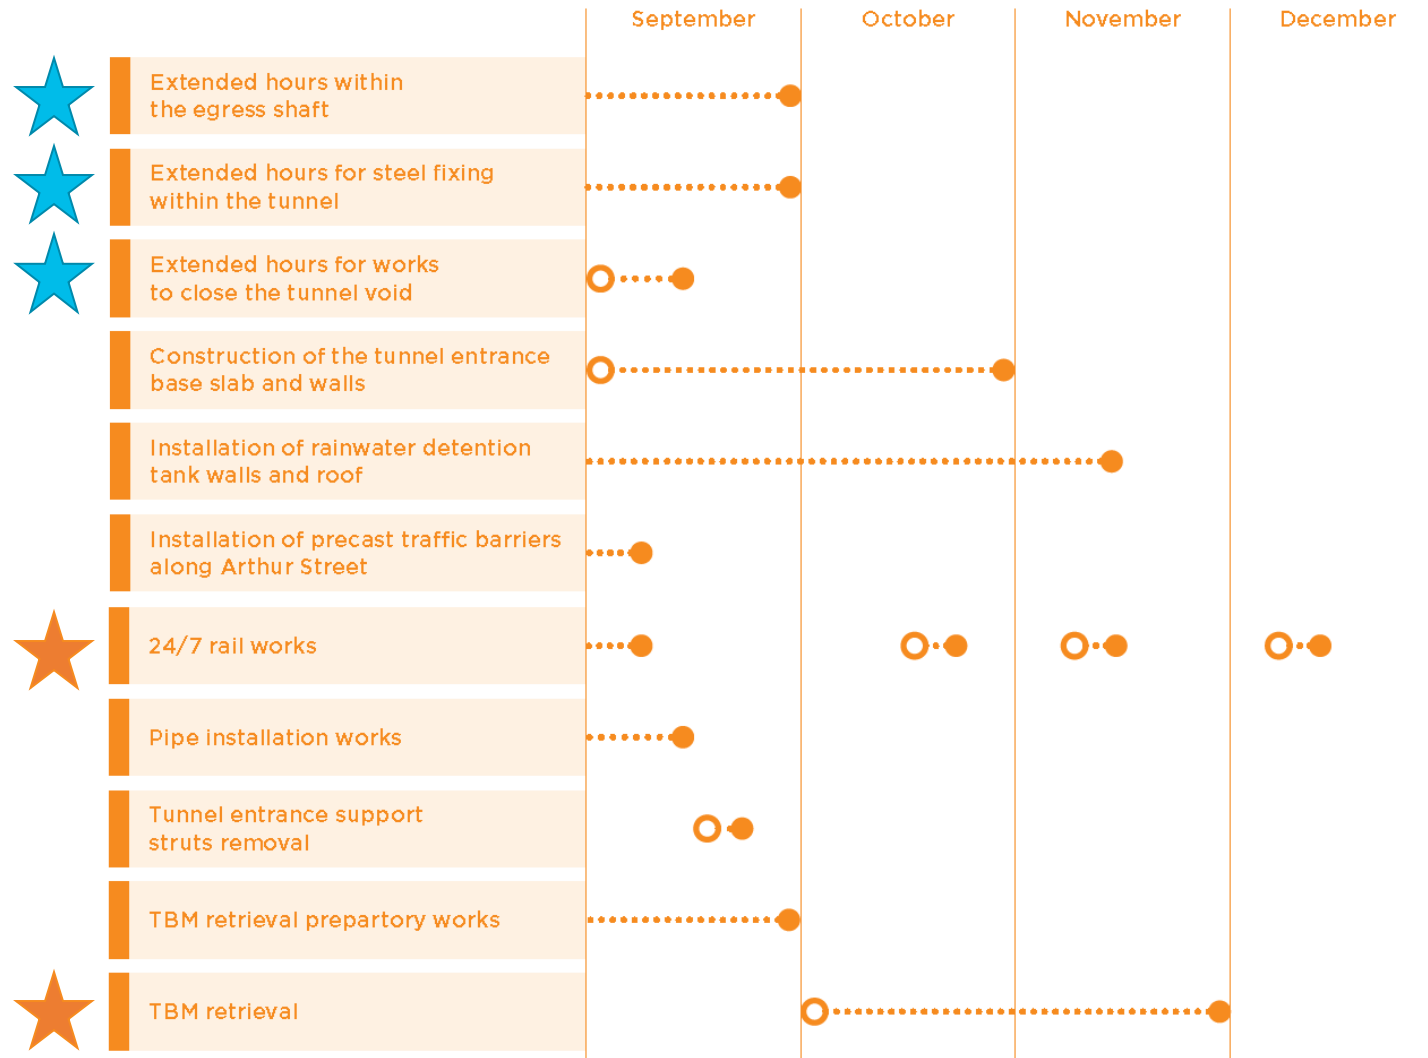 September October November December
Extended hours within
the egress shaft
Extended hours for steel fixing
within the tunnel
Extended hours for works
to close the tunnel void
Construction of the tunnel entrance
base slab and walls
Installation of rainwater detention
tank walls and roof
Installation of precast traffic barriers
along Arthur Street
24/7 rail works
Pipe installation works
Tunnel entrance support
struts removal
TBM retrieval prepartory works
TBM retrieval